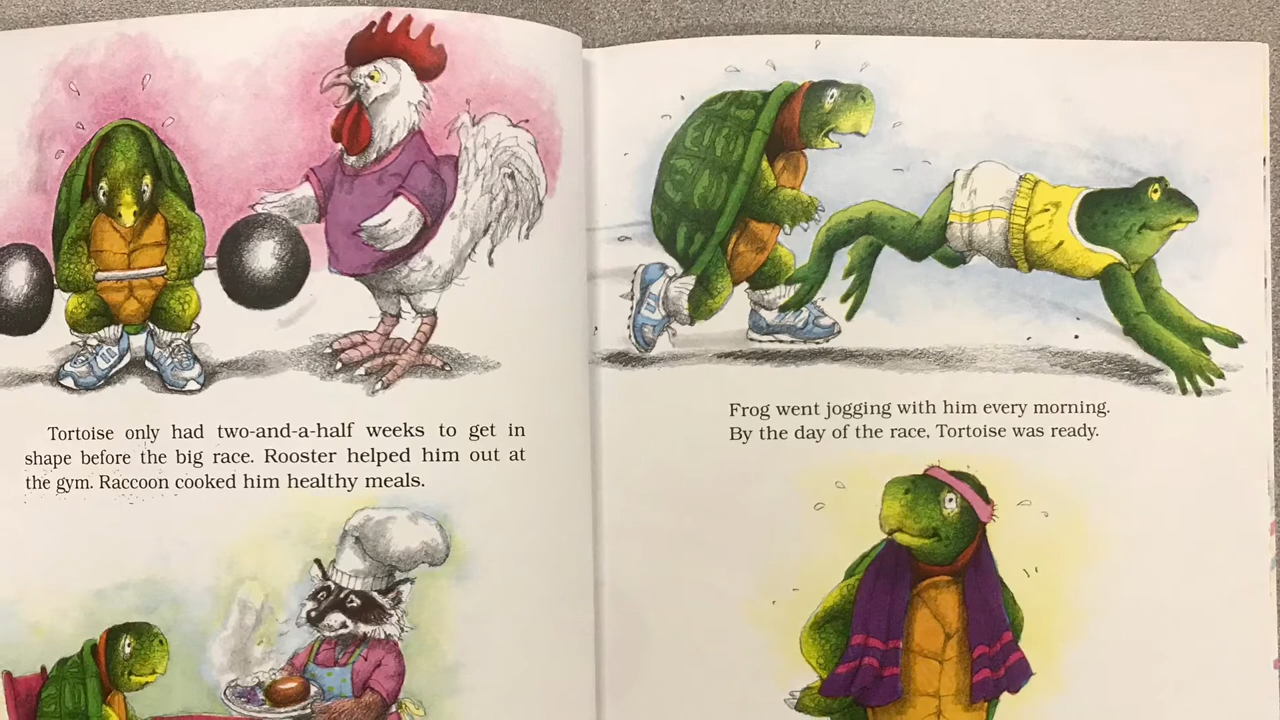 Tortoise only had two-and-a-half weeks to get in
shape before the big race. Rooster helped him out at
the gym. Raccoon cooked him healthy meals.
Frog went jogging with him every morning.
By the day of the race, Tortoise was ready.